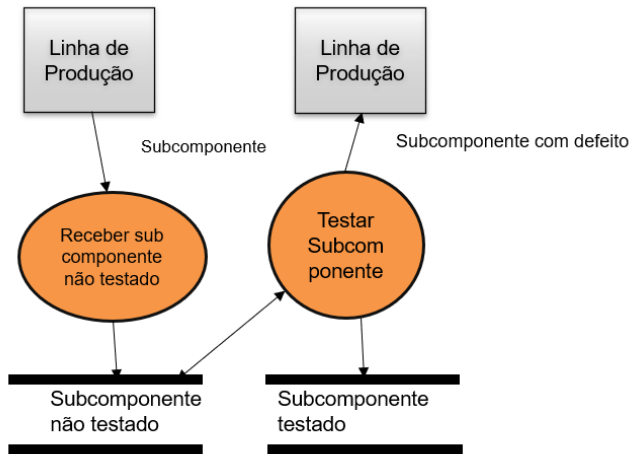 Linha de
Produção
Linha de
Produção
Subcomponente
Subcomponente com defeito
Receber sub
componente
não testado
Testar
Subcom
ponente
Subcomponente
não testado
Subcomponente
testado